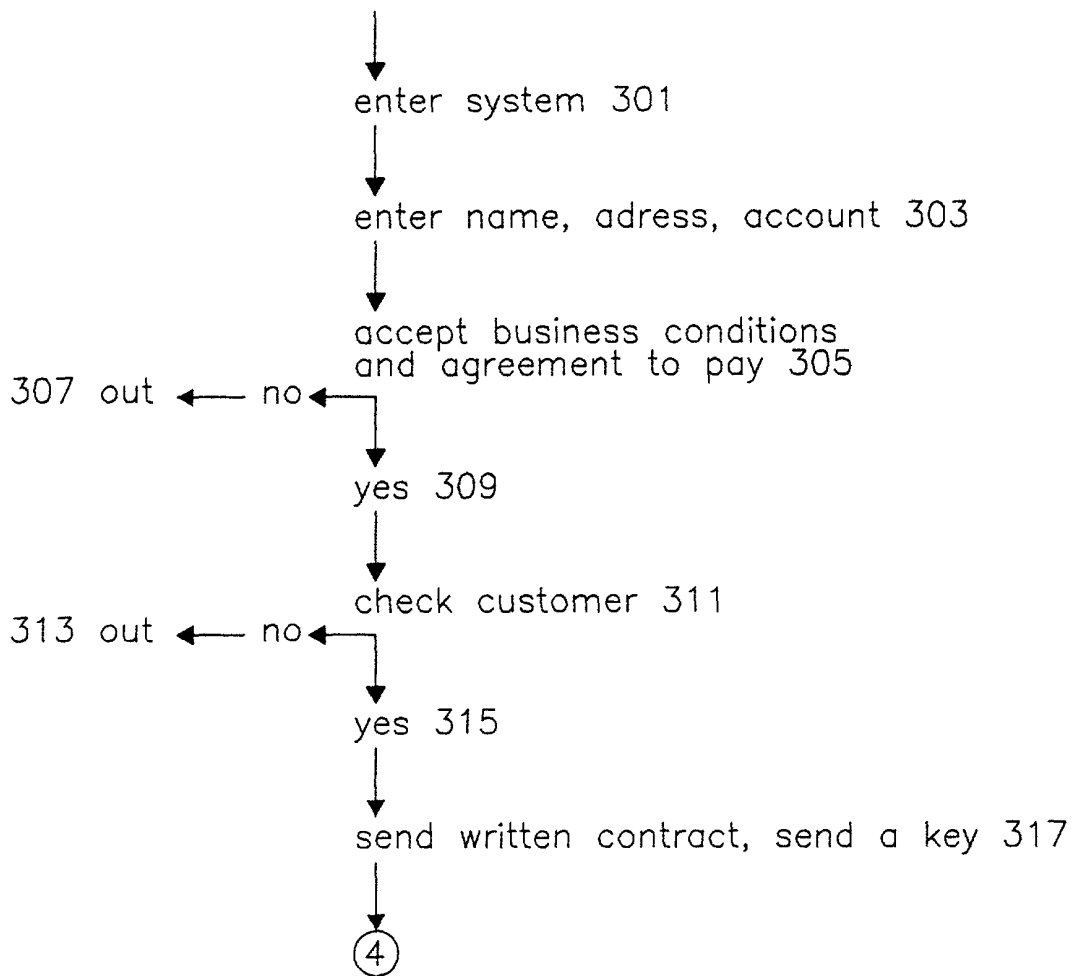 enter system 301
enter name, adress, account 303
accept business conditions
and agreement to pay 305
307 out no
yes 309
check customer 311
313 out no
yes 315
send written contract, send a key 317
4